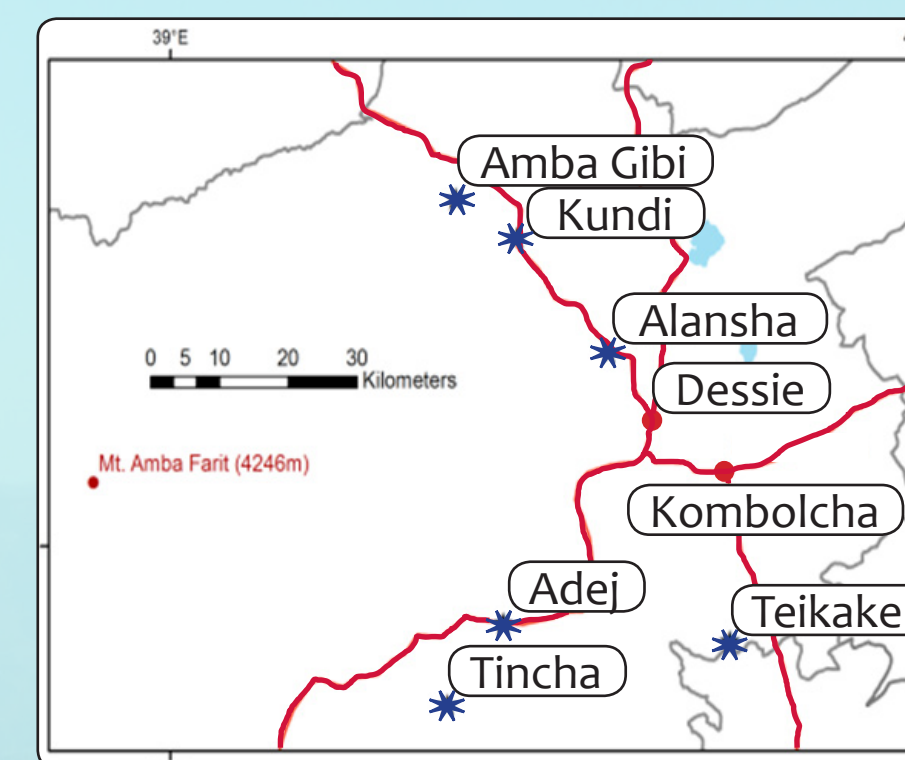 39°E
Amba Gibi
Kundi
Alansha
0 5 10 20 30
Kilometers
Dessie
Mt. Amba Farit (4246m)
Kombolcha
Adej
Teikake
Tincha